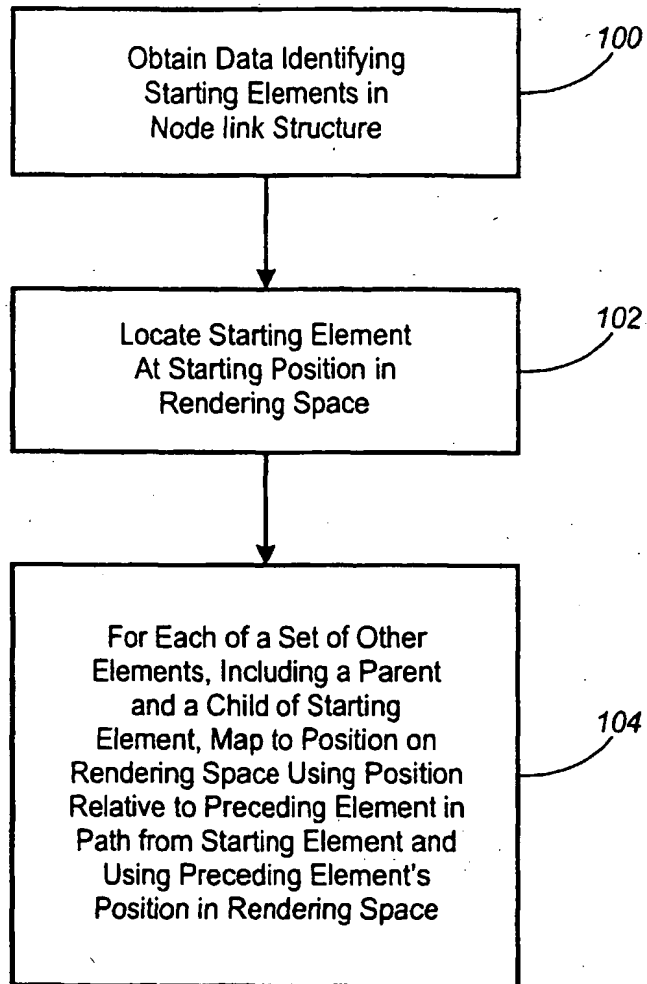 Obtain Data Identifying
Starting Elements in
Node link Structure
100
Locate Starting Element
At Starting Position in
Rendering Space
102
For Each of a Set of Other
Elements, Including a Parent
and a Child of Starting
Element, Map to Position on
Rendering Space Using Position
Relative to Preceding Element in
Path from Starting Element and
Using Preceding Element's
Position in Rendering Space
104